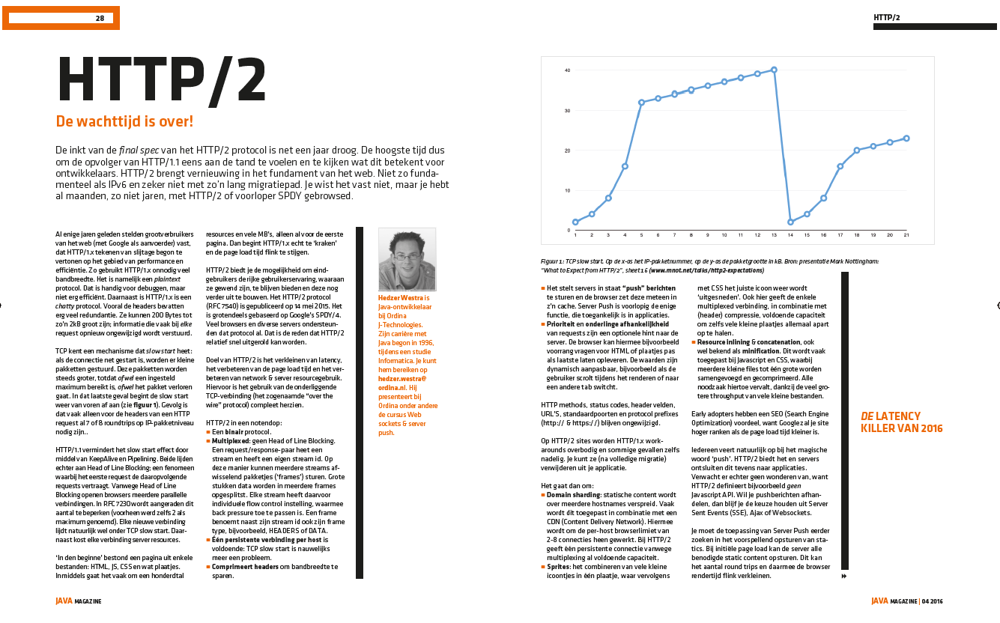 28
HTTP/2
De wachttijd is over!
De inkt van de final spec van het HTTP/2 protocol is net een jaar droog. De hoogste tijd dus
om de opvolger van HTTP/1.1 eens aan de tand te voelen en te kijken wat dit betekent voor
ontwikkelaars. HTTP/2 brengt vernieuwing in het fundament van het web. Niet zo funda-
menteel als IPv6 en zeker niet met zo'n lang migratiepad. Je wist het vast niet, maar je hebt
al maanden, zo niet jaren, met HTTP/2 of voorloper SPDY gebrowsed.
Al enige jaren geleden stelden grootverbruikers
van het web (met Google als aanvoerder) vast,
dat HTTP/1.x tekenen van slijtage begon te
vertonen op het gebied van performance en
efficiëntie. Zo gebruikt HTTP/1.x onnodig veel
bandbreedte. Het is namelijk een plaintext
protocol. Dat is handig voor debuggen, maar
niet erg efficiënt. Daarnaast is HTTP/1.x is een
chatty protocol. Vooral de headers bevatten
erg veel redundantie. Ze kunnen 200 Bytes tot
zo'n 2kB groot zijn; informatie die vaak bij elke
request opnieuw ongewijzigd wordt verstuurd.
TCP kent een mechanisme dat slow start heet:
als de connectie net gestart is, worden er kleine
pakketten gestuurd. Deze pakketten worden
steeds groter, totdat ofwel een ingesteld
maximum bereikt is, ofwel het pakket verloren
gaat. In dat laatste geval begint de slow start
weer van voren af aan (zie figuur 1). Gevolg is
dat vaak alleen voor de headers van een HTTP
request al 7 of 8 roundtrips op IP-pakketniveau
nodig zijn..
HTTP/1.1 vermindert het slow start effect door
middel van KeepAlive en Pipelining. Beide lijden
echter aan Head of Line Blocking; een fenomeen
waarbij het eerste request de daaropvolgende
requests vertraagt. Vanwege Head of Line
Blocking openen browsers meerdere parallelle
verbindingen. In RFC 7230 wordt aangeraden dit
aantal te beperken (voorheen werd zelfs 2 als
maximum genoemd). Elke nieuwe verbinding
lijdt natuurlijk wel onder TCP slow start. Daar-
naast kost elke verbinding server resources.
'In den beginne' bestond een pagina uit enkele
bestanden: HTML, JS, CSS en wat plaatjes.
Inmiddels gaat het vaak om een honderdtal
resources en vele MB's, alleen al voor de eerste
pagina. Dan begint HTTP/1.x echt te 'kraken'
en de page load tijd flink te stijgen.
HTTP/2 biedt je de mogelijkheid om eind-
gebruikers de rijke gebruikerservaring, waaraan
ze gewend zijn, te blijven bieden en deze nog
verder uit te bouwen. Het HTTP/2 protocol
(RFC 7540) is gepubliceerd op 14 mei 2015. Het
is grotendeels gebaseerd op Google's SPDY/4.
Veel browsers en diverse servers ondersteun-
en dat protocol al. Dat is de reden dat HTTP/2
relatief snel uitgerold kan worden.
Doel van HTTP/2 is het verkleinen van latency,
het verbeteren van de page load tijd en het ver-
beteren van network & server resourcegebruik.
Hiervoor is het gebruik van de onderliggende
TCP-verbinding (het zogenaamde "over the
wire" protocol) compleet herzien.
HTTP/2 in een notendop:
Een binair protocol.
Multiplexed: geen Head of Line Blocking.
Een request/response-paar heet een
stream en heeft een eigen stream id. Op
deze manier kunnen meerdere streams af-
wisselend pakketjes ('frames') sturen. Grote
stukken data worden in meerdere frames
opgesplitst. Elke stream heeft daarvoor
individuele flow control instelling, waarmee
back pressure toe te passen is. Een frame
benoemt naast zijn stream id ook zijn frame
type, bijvoorbeeld, HEADERS of DATA.
Één persistente verbinding per host is
voldoende: TCP slow start is nauwelijks
meer een probleem.
Comprimeert headers om bandbreedte te
sparen.
Hedzer Westra is
Java-ontwikkelaar
bij Ordina
J-Technologies.
Zijn carrière met
Java begon in 1996,
tijdens een studie
Informatica. Je kunt
hem bereiken op
hedzer.westra@
ordina.nl. Hij
presenteert bij
Ordina onder andere
de cursus Web
sockets & server
push.
JAVA MAGAZINE
HTTP/2
40
30
20
10
0
1 2 3 4 5 6 7 8 9 10 11 12 13 14 15 16 17 18 19 20 21
Figuur 1: TCP slow start. Op de x-as het IP-pakketnummer, op de y-as de pakketgrootte in kB. Bron: presentatie Mark Nottingham:
"What to Expect from HTTP/2", sheet 16 (www.mnot.net/talks/http2-expectations)
Het stelt servers in staat "push" berichten
te sturen en de browser zet deze meteen in
z'n cache. Server Push is voorlopig de enige
functie, die toegankelijk is in applicaties.
Prioriteit en onderlinge afhankelijkheid
van requests zijn een optionele hint naar de
server. De browser kan hiermee bijvoorbeeld
voorrang vragen voor HTML of plaatjes pas
als laatste laten opleveren. De waarden zijn
dynamisch aanpasbaar, bijvoorbeeld als de
gebruiker scrolt tijdens het renderen of naar
een andere tab switcht.
HTTP methods, status codes, header velden,
URL'S, standaardpoorten en protocol prefixes
(http:// & https://) blijven ongewijzigd.
Op HTTP/2 sites worden HTTP/1.x work-
arounds overbodig en sommige gevallen zelfs
nadelig. Je kunt ze (na volledige migratie)
verwijderen uit je applicatie.
Het gaat dan om:
Domain sharding: statische content wordt
over meerdere hostnames verspreid. Vaak
wordt dit toegepast in combinatie met een
CDN (Content Delivery Network). Hiermee
wordt om de per-host browserlimiet van
2-8 connecties heen gewerkt. Bij HTTP/2
geeft één persistente connectie vanwege
multiplexing al voldoende capaciteit.
Sprites: het combineren van vele kleine
icoontjes in één plaatje, waar vervolgens
met CSS het juiste icoon weer wordt
'uitgesneden'. Ook hier geeft de enkele
multiplexed verbinding, in combinatie met
(header) compressie, voldoende capaciteit
om zelfs vele kleine plaatjes allemaal apart
op te halen.
Resource inlining & concatenation, ook
wel bekend als minification. Dit wordt vaak
toegepast bij Javascript en CSS, waarbij
meerdere kleine files tot één grote worden
samengevoegd en gecomprimeerd. Alle
noodzaak hiertoe vervalt, dankzij de veel gro-
tere throughput van vele kleine bestanden.
Early adopters hebben een SEO (Search Engine
Optimization) voordeel, want Google zal je site
hoger ranken als de page load tijd kleiner is.
Iedereen veert natuurlijk op bij het magische
woord 'push'. HTTP/2 biedt het en servers
ontsluiten dit tevens naar applicaties.
Verwacht er echter geen wonderen van, want
HTTP/2 definieert bijvoorbeeld geen
Javascript API. Wil je pushberichten afhan-
delen, dan blijf je de keuze houden uit Server
Sent Events (SSE), Ajax of Websockets.
Je moet de toepassing van Server Push eerder
zoeken in het voorspellend opsturen van sta-
tics. Bij initiële page load kan de server alle
benodigde static content opsturen. Dit kan
het aantal round trips en daarmee de browser
rendertijd flink verkleinen.
DE LATENCY
KILLER VAN 2016
JAVA MAGAZINE | 04 2016